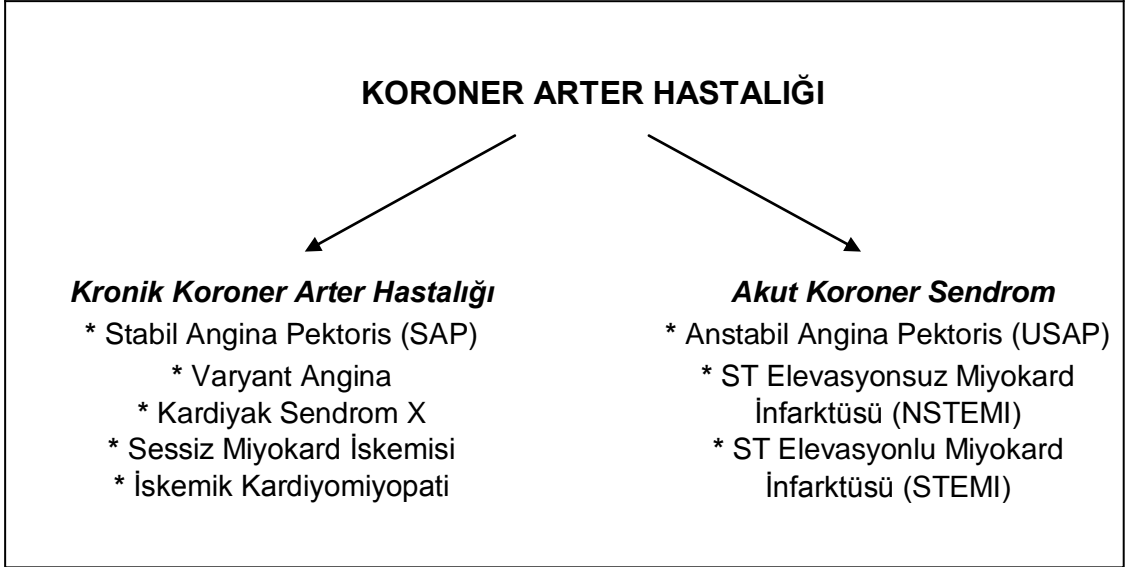 KORONER ARTER HASTALIĞI
Kronik Koroner Arter Hastalığı
* Stabil Angina Pektoris (SAP)
* Varyant Angina
* Kardiyak Sendrom X
* Sessiz Miyokard İskemisi
* İskemik Kardiyomiyopati
Akut Koroner Sendrom
* Anstabil Angina Pektoris (USAP)
* ST Elevasyonsuz Miyokard
İnfarktüsü (NSTEMI)
* ST Elevasyonlu Miyokard
İnfarktüsü (STEMI)